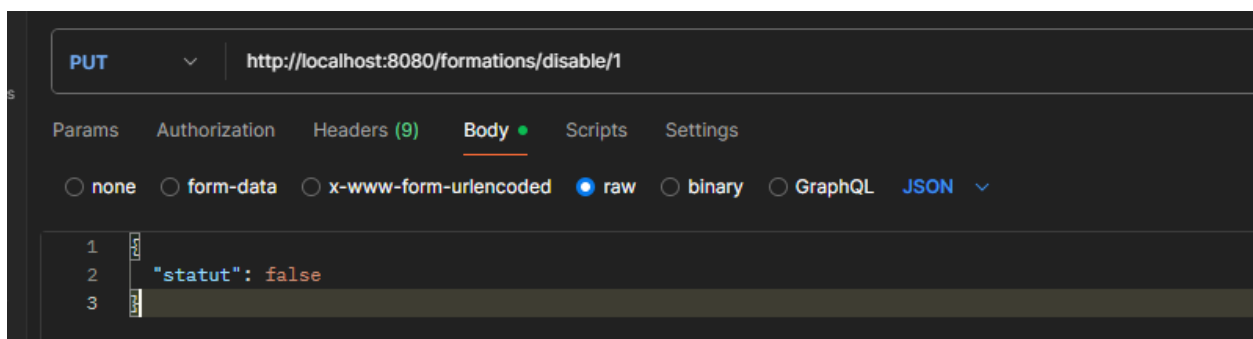 PUT http://localhost:8080/formations/disable/1
s
Params Authorization Headers (9) Body Scripts Settings
none form-data x-www-form-urlencoded raw binary GraphQL JSON
1 {
2 "statut": false
3 }